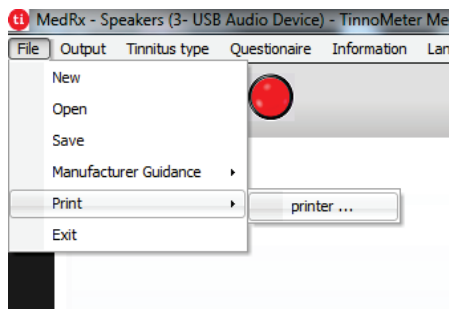 ti MedRx - Speakers (3- USB Audio Device) - TinnoMeter Me
File Output Tinnitus type Questionaire Information Lan
New
Open
Save
Manufacturer Guidance
Print
printer ...
Exit